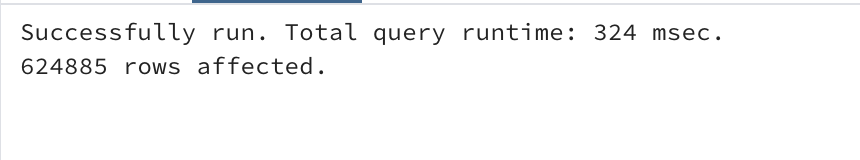 Successfully run. Total query runtime: 324 msec.
624885 rows affected.